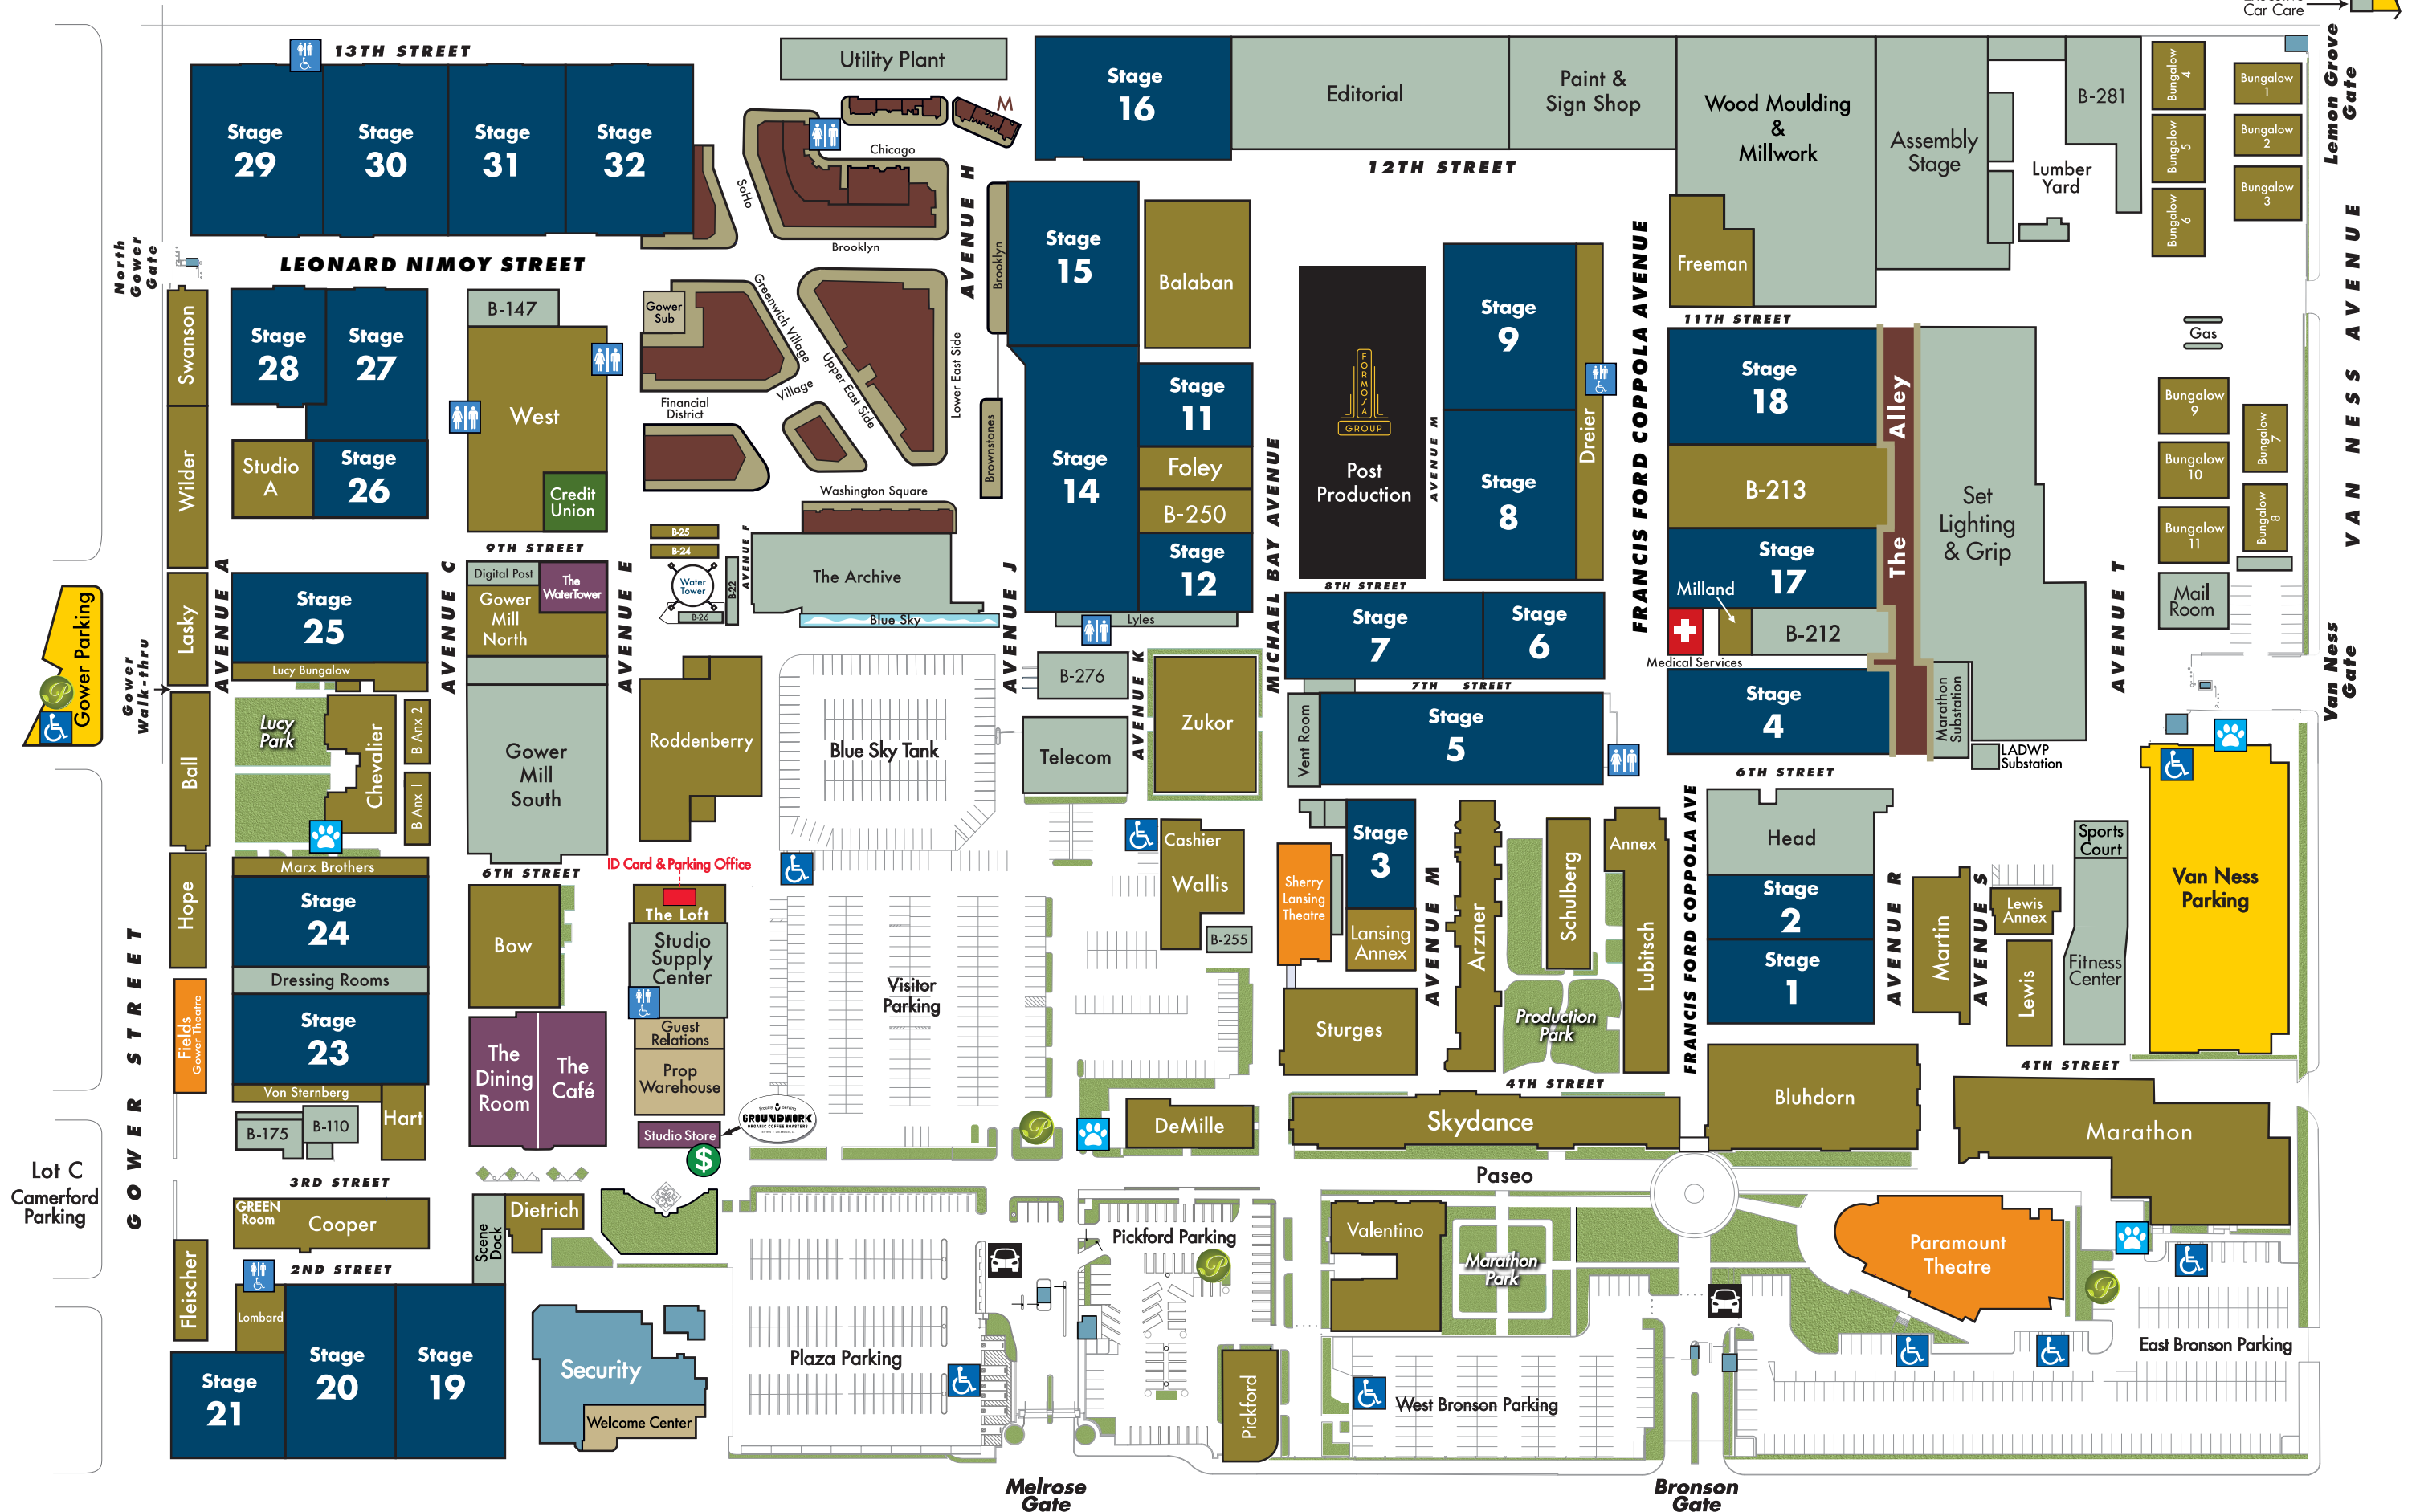 Car Care
13TH STREET
Utility Plant
M
Stage
29
Stage
30
Stage
31
Stage
32
SoHo
Chicago
Brooklyn
AVENUE H
Stage
16
Editorial
Paint &
Sign Shop
Wood Moulding
&
Millwork
Assembly
Stage
B-281
Lumber
Yard
Bungalow
4
Bungalow
5
Bungalow
6
Bungalow
1
Bungalow
2
Bungalow
3
Lemon Grove
Gate
12TH STREET
North
Gower
Gate
LEONARD NIMOY STREET
Swanson
Wilder
Lasky
Ball
Hope
Fields
Gower Theatre
Fleischer
Stage
28
Stage
27
Studio
A
Stage
26
B-147
West
Credit
Union
Gower
Sub
Greenwich Village
Financial
District
Village
Upper East Side
Lower East Side
Washington Square
Brooklyn
Brownstones
Stage
15
Balaban
Stage
14
Stage
11
Foley
B-250
Stage
12
Lyles
MICHAEL BAY AVENUE
FORMOSA
GROUP
Post
Production
AVENUE M
Stage
9
Stage
8
Dreier
FRANCIS FORD COPPOLA AVENUE
Freeman
11TH STREET
Stage
18
B-213
Stage
17
Milland
B-212
Medical Services
Stage
4
The Alley
Set
Lighting
& Grip
Marathon
Substation
LADWP
Substation
Gas
Bungalow
9
Bungalow
10
Bungalow
11
Bungalow
7
Bungalow
8
Mail
Room
VAN NESS AVENUE
AVENUE T
Van Ness
Gate
9TH STREET
AVENUE A
AVENUE C
AVENUE E
Digital Post
The
WaterTower
Gower
Mill
North
B-25
B-24
Water
Tower
B-26
B-22
AVENUE F
The Archive
Blue Sky
AVENUE J
8TH STREET
Stage
7
Stage
6
7TH STREET
Vent Room
Stage
5
Gower Parking
Gower
Walk-thru
Stage
25
Lucy Bungalow
Lucy
Park
Chevalier
B Anx 2
B Anx 1
Gower
Mill
South
Roddenberry
Blue Sky Tank
B-276
Telecom
AVENUE K
Zukor
6TH STREET
Marx Brothers
Stage
24
Dressing Rooms
Stage
23
Von Sternberg
Hart
B-175
B-110
6TH STREET
ID Card & Parking Office
Bow
The Loft
Studio
Supply
Center
Guest
Relations
Prop
Warehouse
Studio Store
The
Dining
Room
The
Café
GROUNDWORK
ORGANIC COFFEE ROASTERS
$
Visitor
Parking
Cashier
Wallis
B-255
Sherry
Lansing
Theatre
Stage
3
Lansing
Annex
Sturges
AVENUE M
Arzner
Schulberg
Annex
Lubitsch
Production
Park
FRANCIS FORD COPPOLA AVE
Head
Stage
2
Stage
1
AVENUE R
Martin
AVENUE S
Lewis
Annex
Lewis
Sports
Court
Fitness
Center
Van Ness
Parking
4TH STREET
4TH STREET
DeMille
Skydance
Bluhdorn
Marathon
Paseo
GOWER STREET
Lot C
Camerford
Parking
3RD STREET
GREEN
Room
Cooper
2ND STREET
Lombard
Stage
21
Stage
20
Stage
19
Scene
Dock
Dietrich
Security
Welcome Center
Plaza Parking
Pickford Parking
Pickford
Valentino
Marathon
Park
West Bronson Parking
Paramount
Theatre
East Bronson Parking
Melrose
Gate
Bronson
Gate